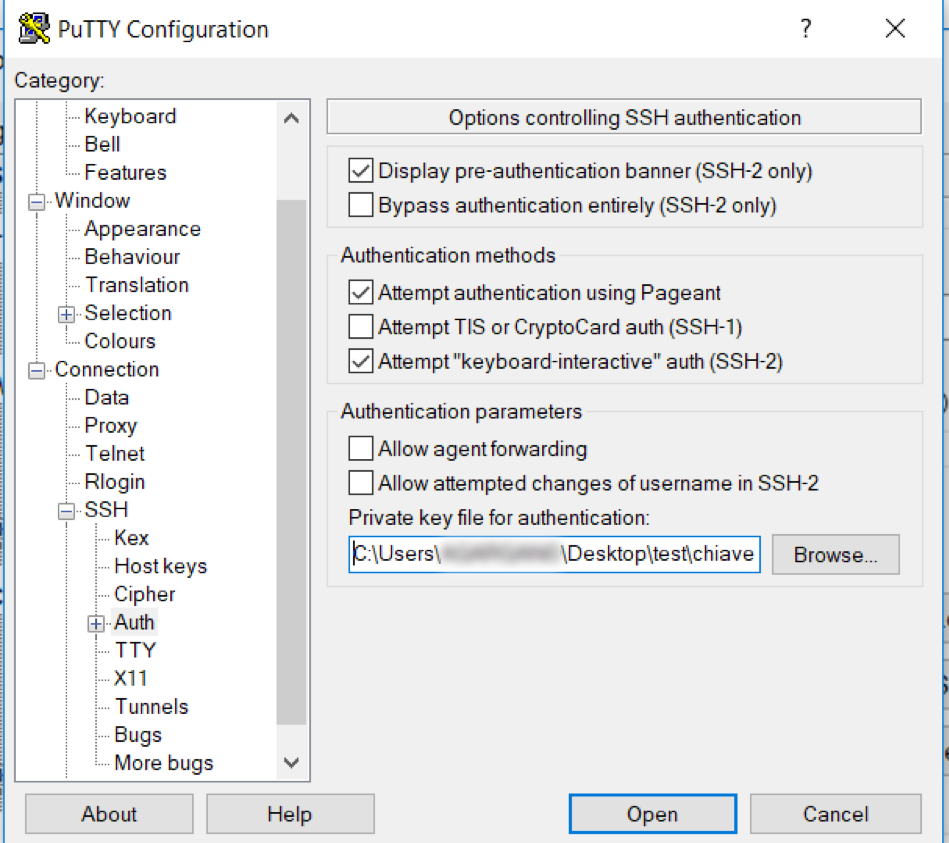 PuTTY Configuration
?
Category:
Keyboard
Bell
Features
Window
Appearance
Behaviour
Translation
Selection
Colours
Connection
Data
Proxy
Telnet
Rlogin
SSH
Kex
Host keys
Cipher
Auth
TTY
X11
Tunnels
Bugs
More bugs
Options controlling SSH authentication
Display pre-authentication banner (SSH-2 only)
Bypass authentication entirely (SSH-2 only)
Authentication methods
Attempt authentication using Pageant
Attempt TIS or CryptoCard auth (SSH-1)
Attempt "keyboard-interactive" auth (SSH-2)
Authentication parameters
Allow agent forwarding
Allow attempted changes of username in SSH-2
Private key file for authentication:
C:\Users\ \Desktop\test\chiave
Browse...
About
Help
Open
Cancel